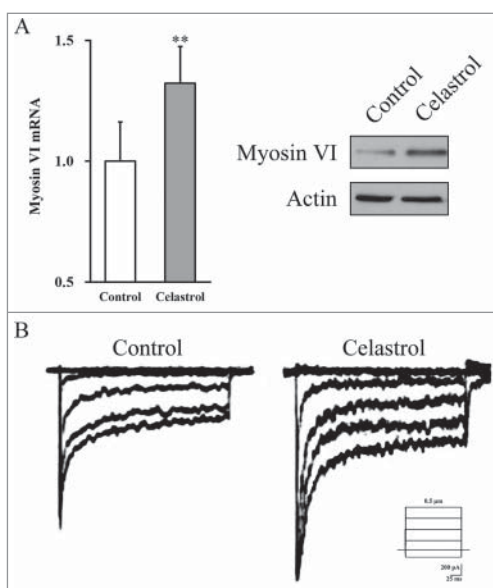 A
1.5
**
Myosin VI mRNA
1.0
0.5
Control
Celastrol
Control
Celastrol
Myosin VI
Actin
B
Control
Celastrol
0.5 μm
200 pA
25 ms